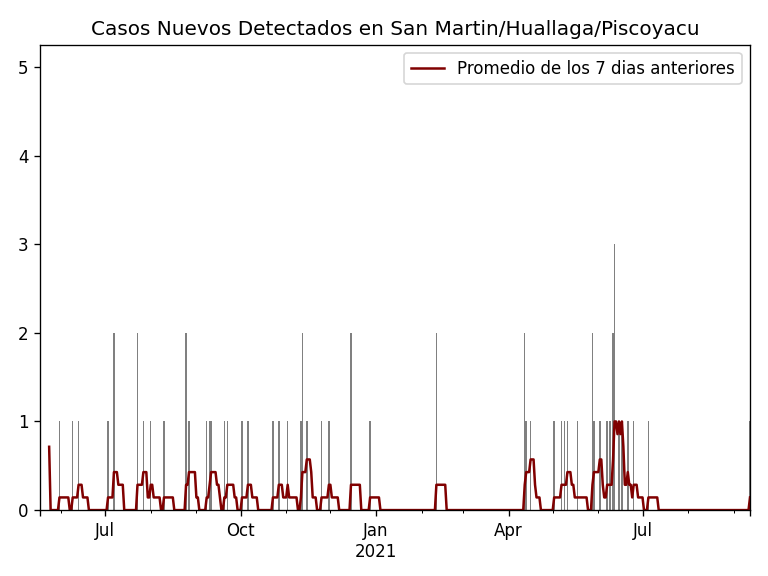 Casos Nuevos Detectados en San Martin/Huallaga/Piscoyacu
Promedio de los 7 dias anteriores
5
4
3
2
1
0
Jul
Oct
Jan
2021
Apr
Jul